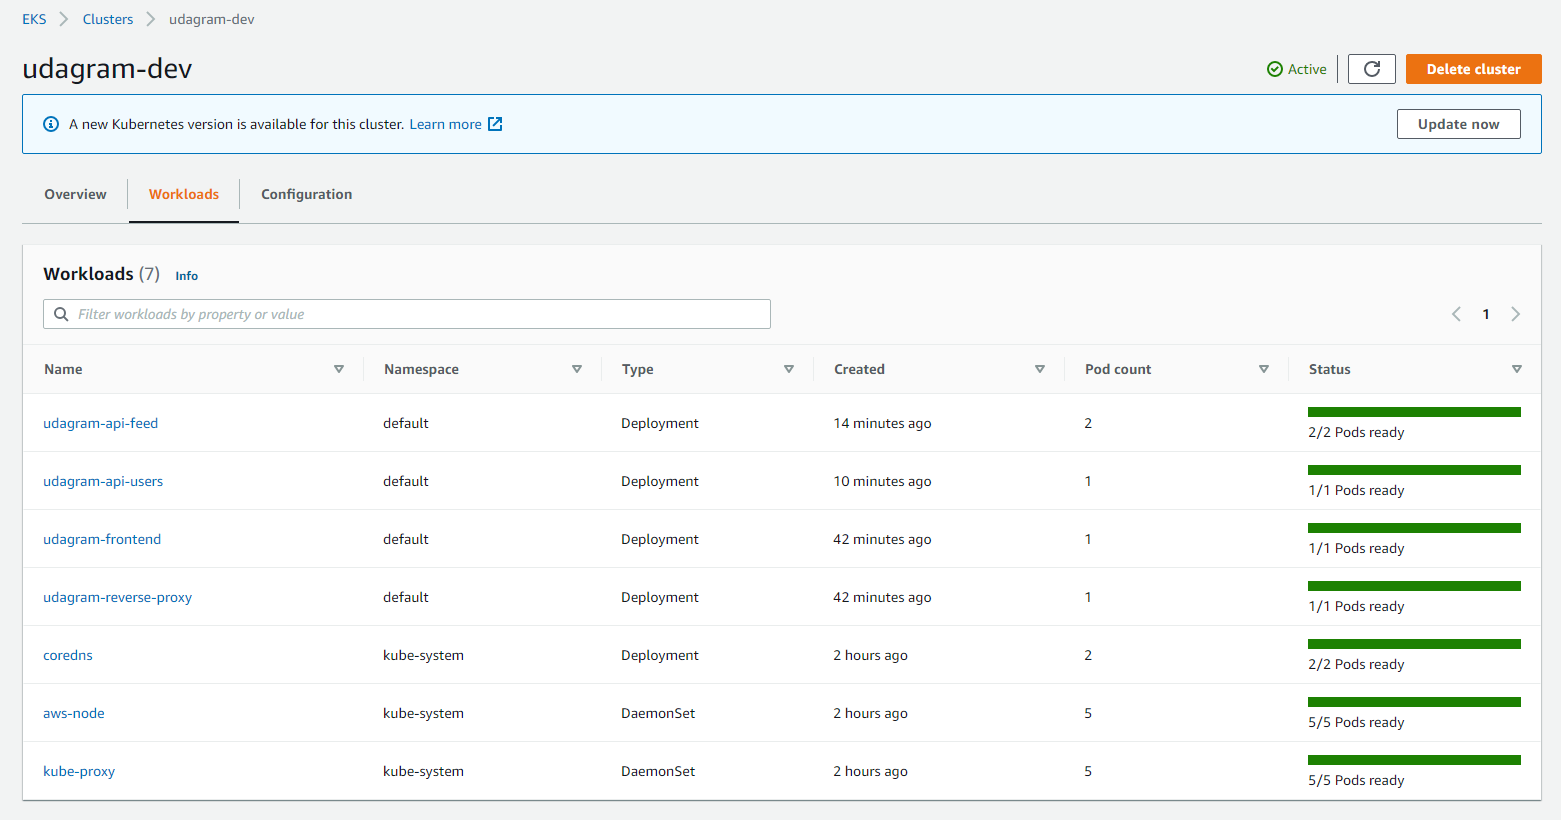 EKS Clusters udagram-dev
udagram-dev
Active Delete cluster
A new Kubernetes version is available for this cluster. Learn more Update now
Overview Workloads Configuration
Workloads (7) Info
Filter workloads by property or value 1
Name Namespace Type Created Pod count Status
udagram-api-feed default Deployment 14 minutes ago 2 2/2 Pods ready
udagram-api-users default Deployment 10 minutes ago 1 1/1 Pods ready
udagram-frontend default Deployment 42 minutes ago 1 1/1 Pods ready
udagram-reverse-proxy default Deployment 42 minutes ago 1 1/1 Pods ready
coredns kube-system Deployment 2 hours ago 2 2/2 Pods ready
aws-node kube-system DaemonSet 2 hours ago 5 5/5 Pods ready
kube-proxy kube-system DaemonSet 2 hours ago 5 5/5 Pods ready